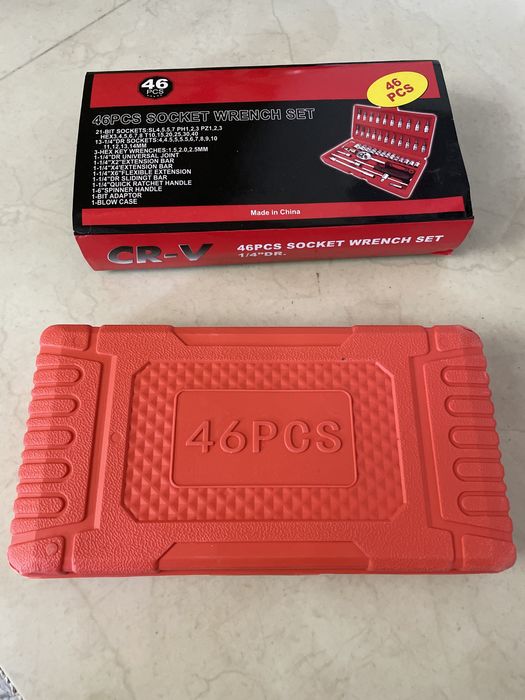 46
PCS
46
PCS
46PCS SOCKET WRENCH SET
21-BIT SOCKETS:SL4,5.5,7 PH1,2,3 PZ1,2,3
HEX3,4,5,6,7,8 T10,15,20,25,30,40
13-1/4"DR SOCKETS:4,4.5,5,5.5,6,7,8,9,10
11,12,13,14MM
3-HEX KEY WRENCHES:1.5,2.0,2.5MM
1-1/4"DR UNIVERSAL JOINT
1-1/4"X2"EXTENSION BAR
1-1/4"X4"EXTENSION BAR
1-1/4"X6"FLEXIBLE EXTENSION
1-1/4"DR SLIDINGT BAR
1-1/4"QUICK RATCHET HANDLE
1-6"SPINNER HANDLE
1-BIT ADAPTOR
1-BLOW CASE
Made in China
CR-V
46PCS SOCKET WRENCH SET
1/4"DR.
46PCS